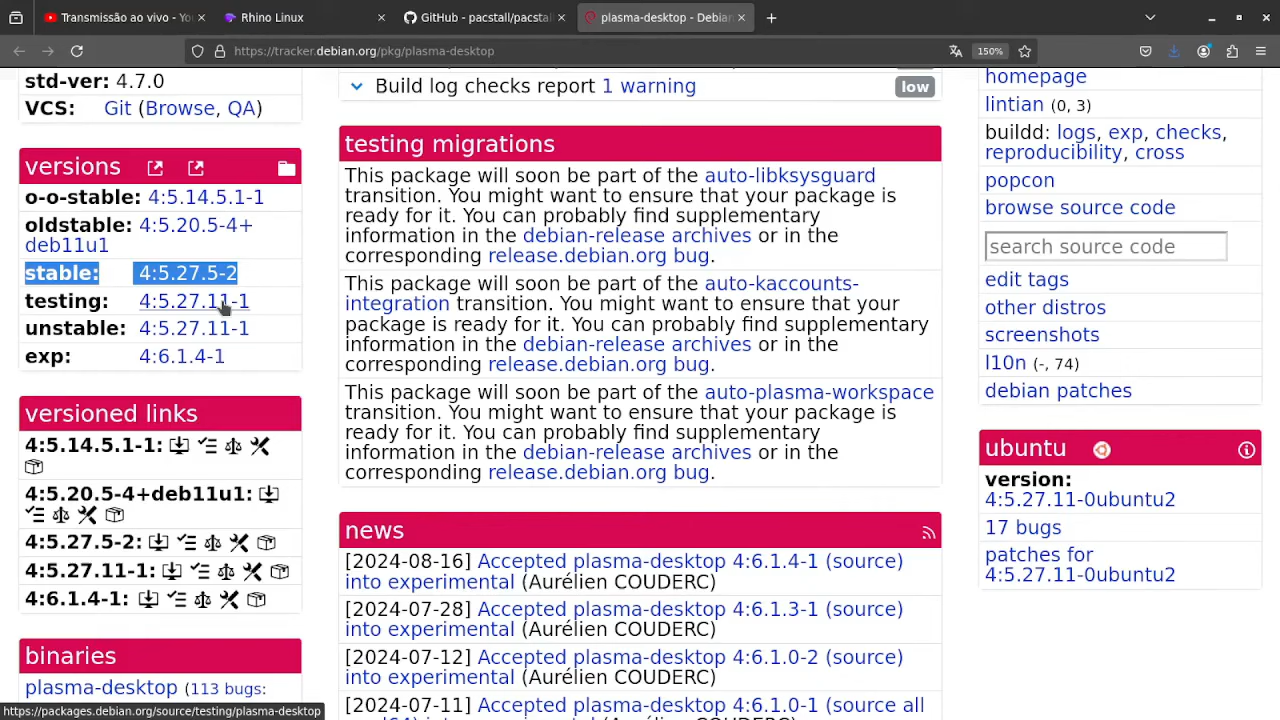 Transmissão ao vivo - You
Rhino Linux
GitHub - pacstall/pacstall
plasma-desktop - Debian
https://tracker.debian.org/pkg/plasma-desktop
150%
std-ver: 4.7.0
VCS: Git (Browse, QA)
versions
o-o-stable: 4:5.14.5.1-1
oldstable: 4:5.20.5-4+
deb11u1
stable: 4:5.27.5-2
testing: 4:5.27.11-1
unstable: 4:5.27.11-1
exp: 4:6.1.4-1
versioned links
4:5.14.5.1-1:
4:5.20.5-4+deb11u1:
4:5.27.5-2:
4:5.27.11-1:
4:6.1.4-1:
binaries
plasma-desktop (113 bugs:
https://packages.debian.org/source/testing/plasma-desktop
Build log checks report 1 warning
low
testing migrations
This package will soon be part of the auto-libksysguard
transition. You might want to ensure that your package is
ready for it. You can probably find supplementary
information in the debian-release archives or in the
corresponding release.debian.org bug.
This package will soon be part of the auto-kaccounts-
integration transition. You might want to ensure that your
package is ready for it. You can probably find supplementary
information in the debian-release archives or in the
corresponding release.debian.org bug.
This package will soon be part of the auto-plasma-workspace
transition. You might want to ensure that your package is
ready for it. You can probably find supplementary
information in the debian-release archives or in the
corresponding release.debian.org bug.
news
[2024-08-16] Accepted plasma-desktop 4:6.1.4-1 (source)
into experimental (Aurélien COUDERC)
[2024-07-28] Accepted plasma-desktop 4:6.1.3-1 (source)
into experimental (Aurélien COUDERC)
[2024-07-12] Accepted plasma-desktop 4:6.1.0-2 (source)
into experimental (Aurélien COUDERC)
[2024-07-11] Accepted plasma-desktop 4:6.1.0-1 (source all
amd64) into experimental (Aurélien COUDERC)
homepage
lintian (0, 3)
buildd: logs, exp, checks,
reproducibility, cross
popcon
browse source code
search source code
edit tags
other distros
screenshots
l10n (-, 74)
debian patches
ubuntu
version:
4:5.27.11-0ubuntu2
17 bugs
patches for
4:5.27.11-0ubuntu2